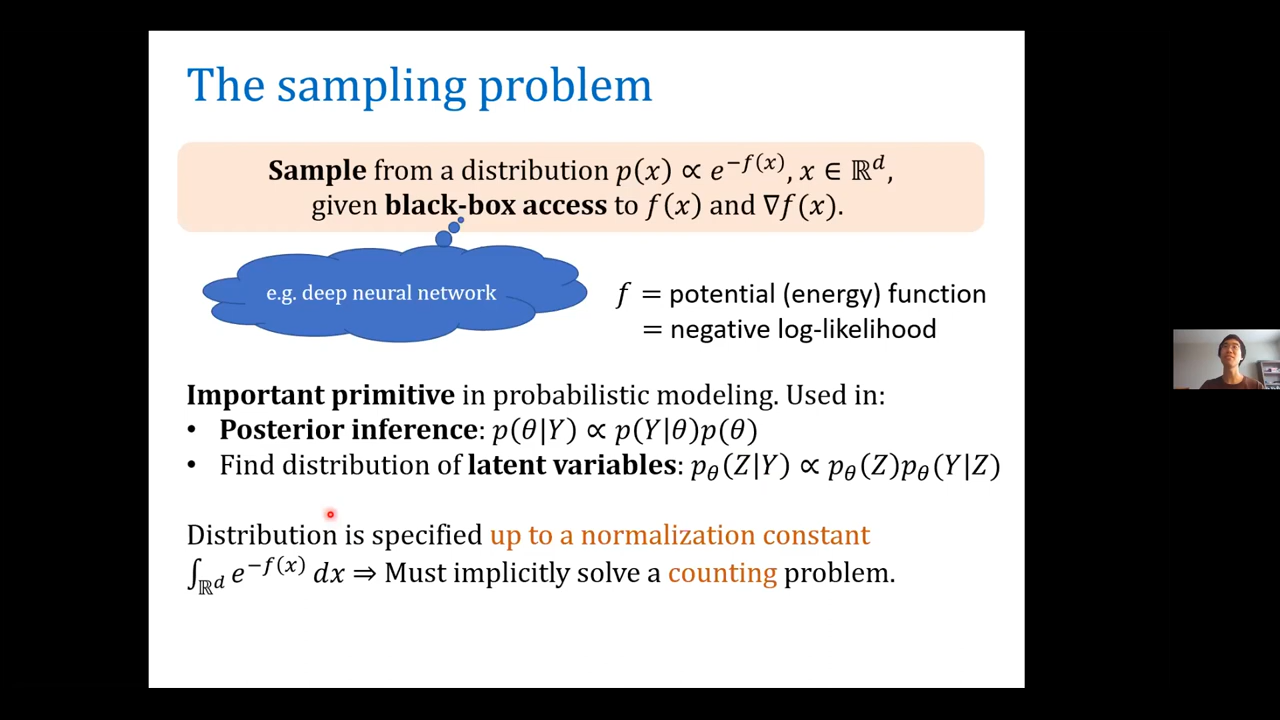 The sampling problem
Sample from a distribution p(x) ∝ e^{−f(x)}, x ∈ ℝ^d,
given black-box access to f(x) and ∇f(x).
e.g. deep neural network
f = potential (energy) function
= negative log-likelihood
Important primitive in probabilistic modeling. Used in:
• Posterior inference: p(θ|Y) ∝ p(Y|θ)p(θ)
• Find distribution of latent variables: p_θ(Z|Y) ∝ p_θ(Z)p_θ(Y|Z)
Distribution is specified up to a normalization constant
∫_{ℝ^d} e^{−f(x)} dx ⇒ Must implicitly solve a counting problem.